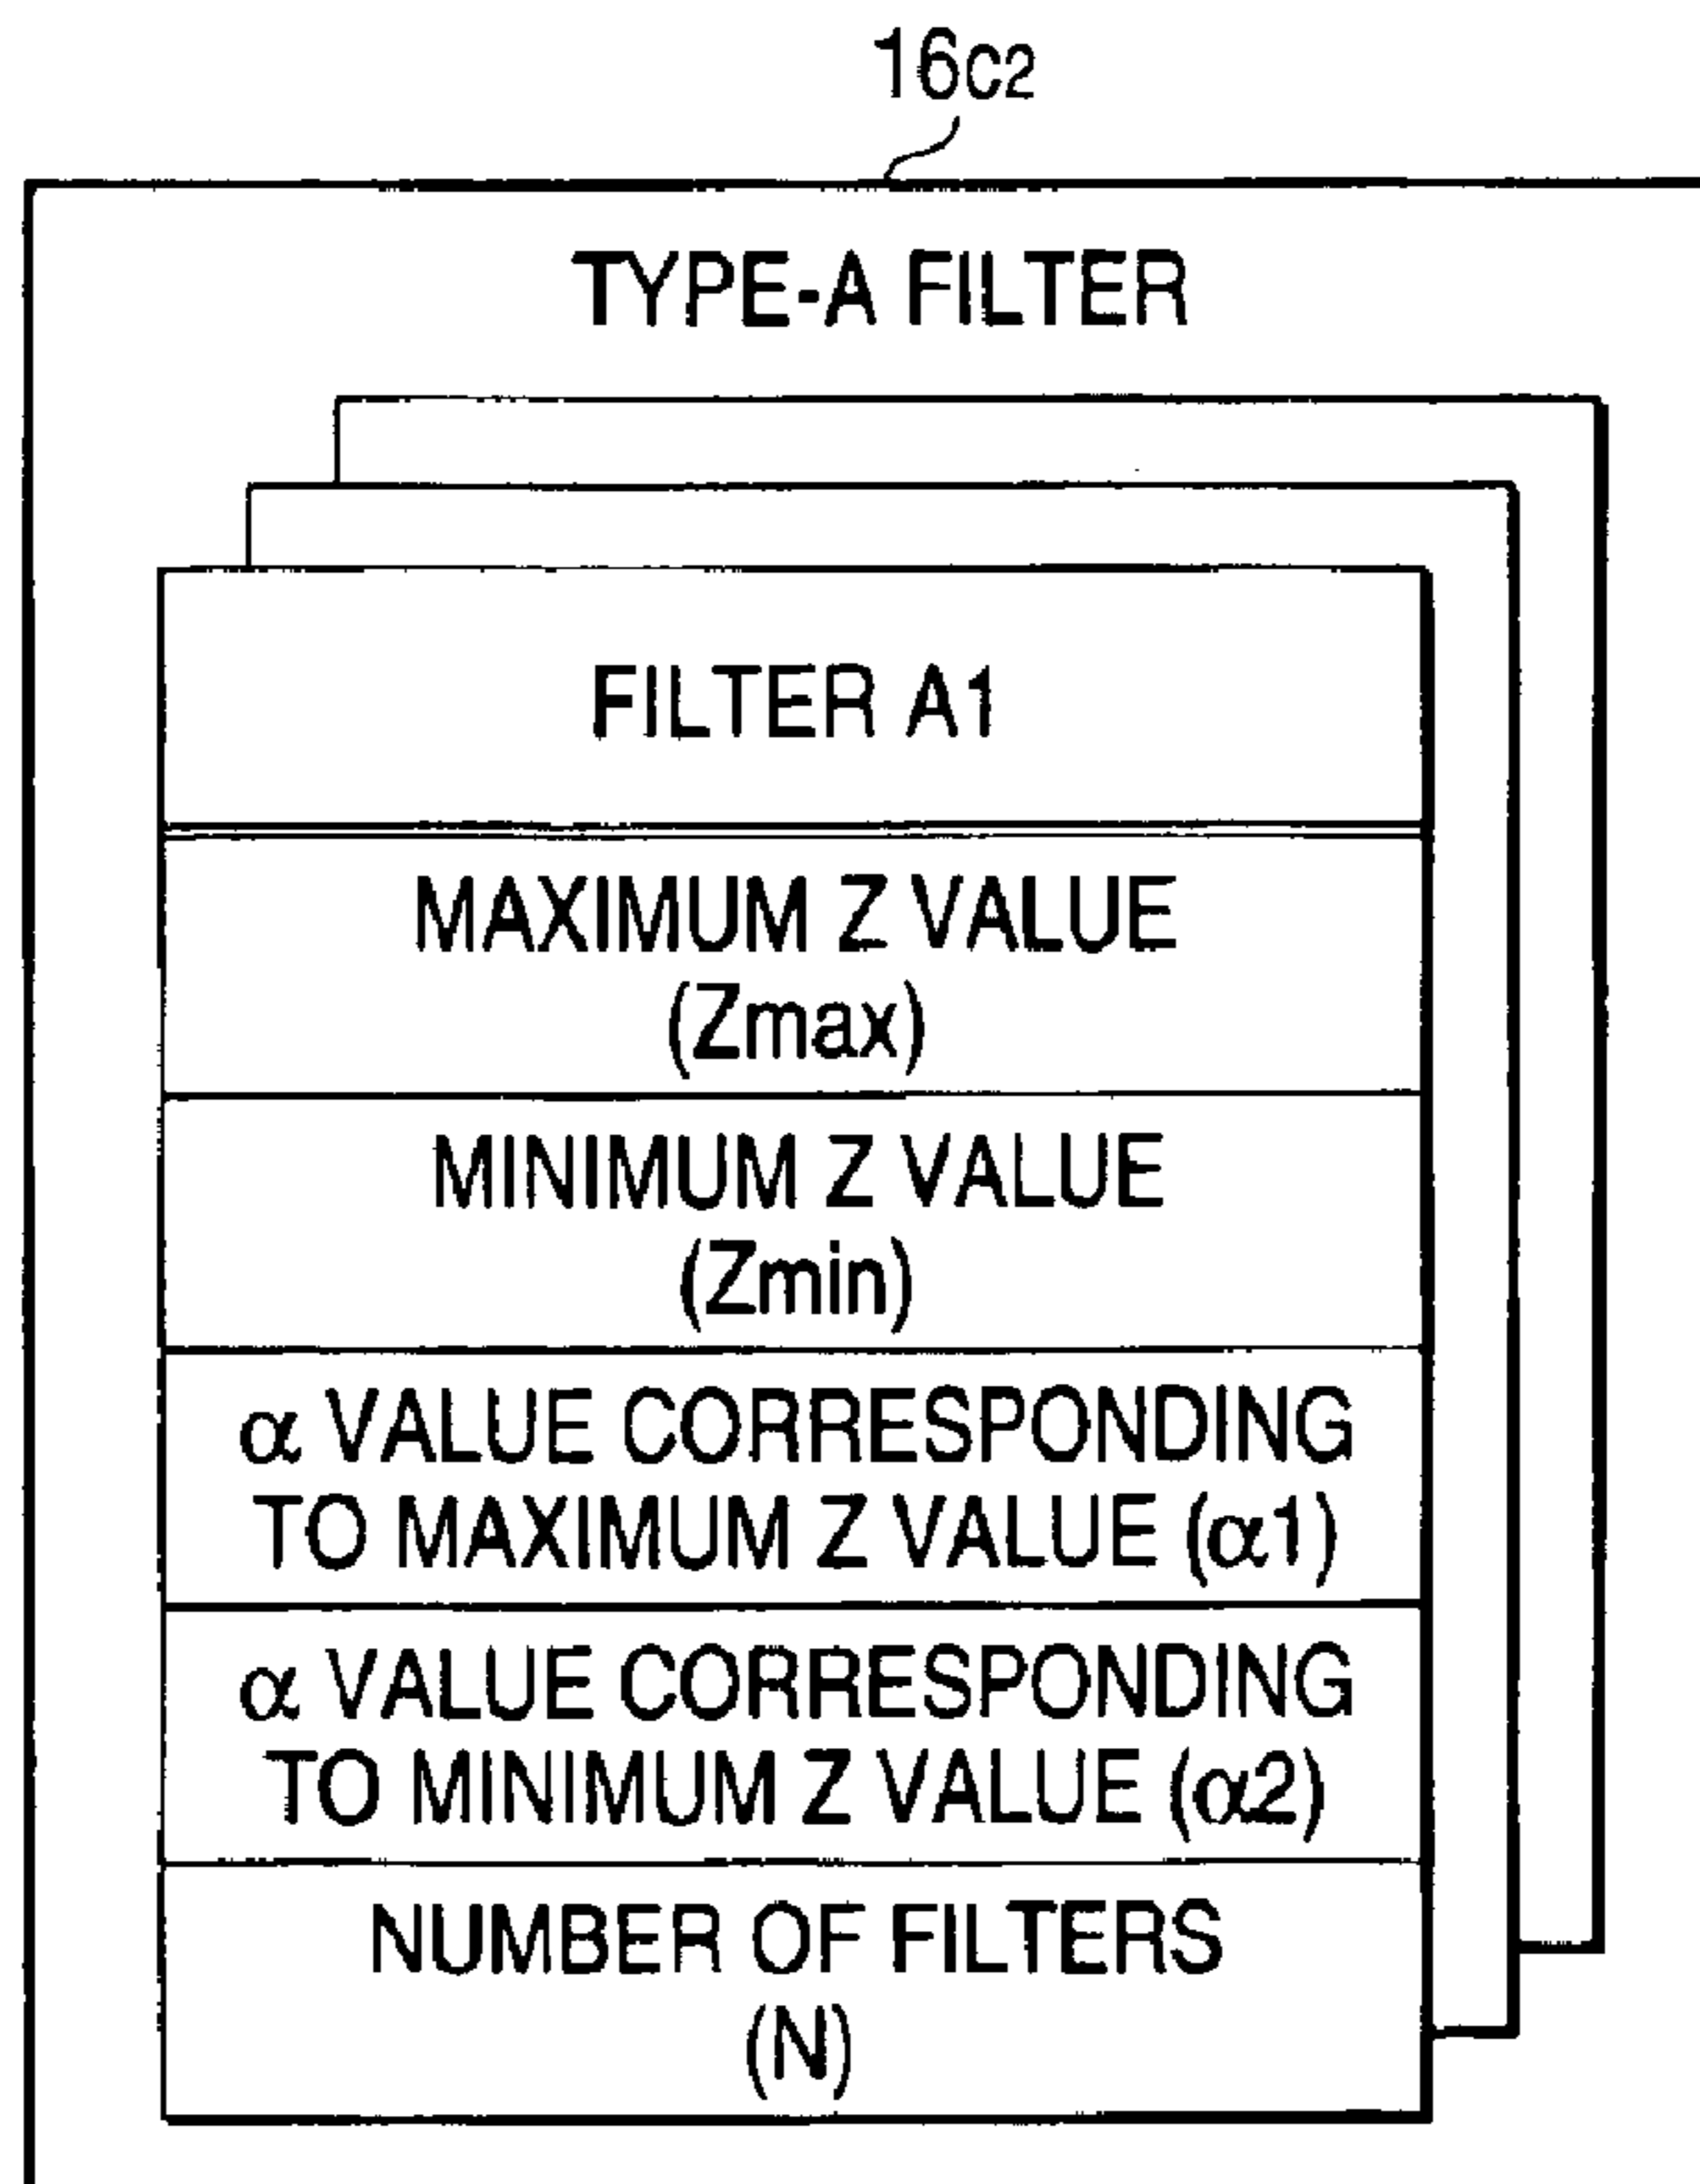 16c2
TYPE-A FILTER
FILTER A1
MAXIMUM Z VALUE
(Zmax)
MINIMUM Z VALUE
(Zmin)
α VALUE CORRESPONDING
TO MAXIMUM Z VALUE (α1)
α VALUE CORRESPONDING
TO MINIMUM Z VALUE (α2)
NUMBER OF FILTERS
(N)